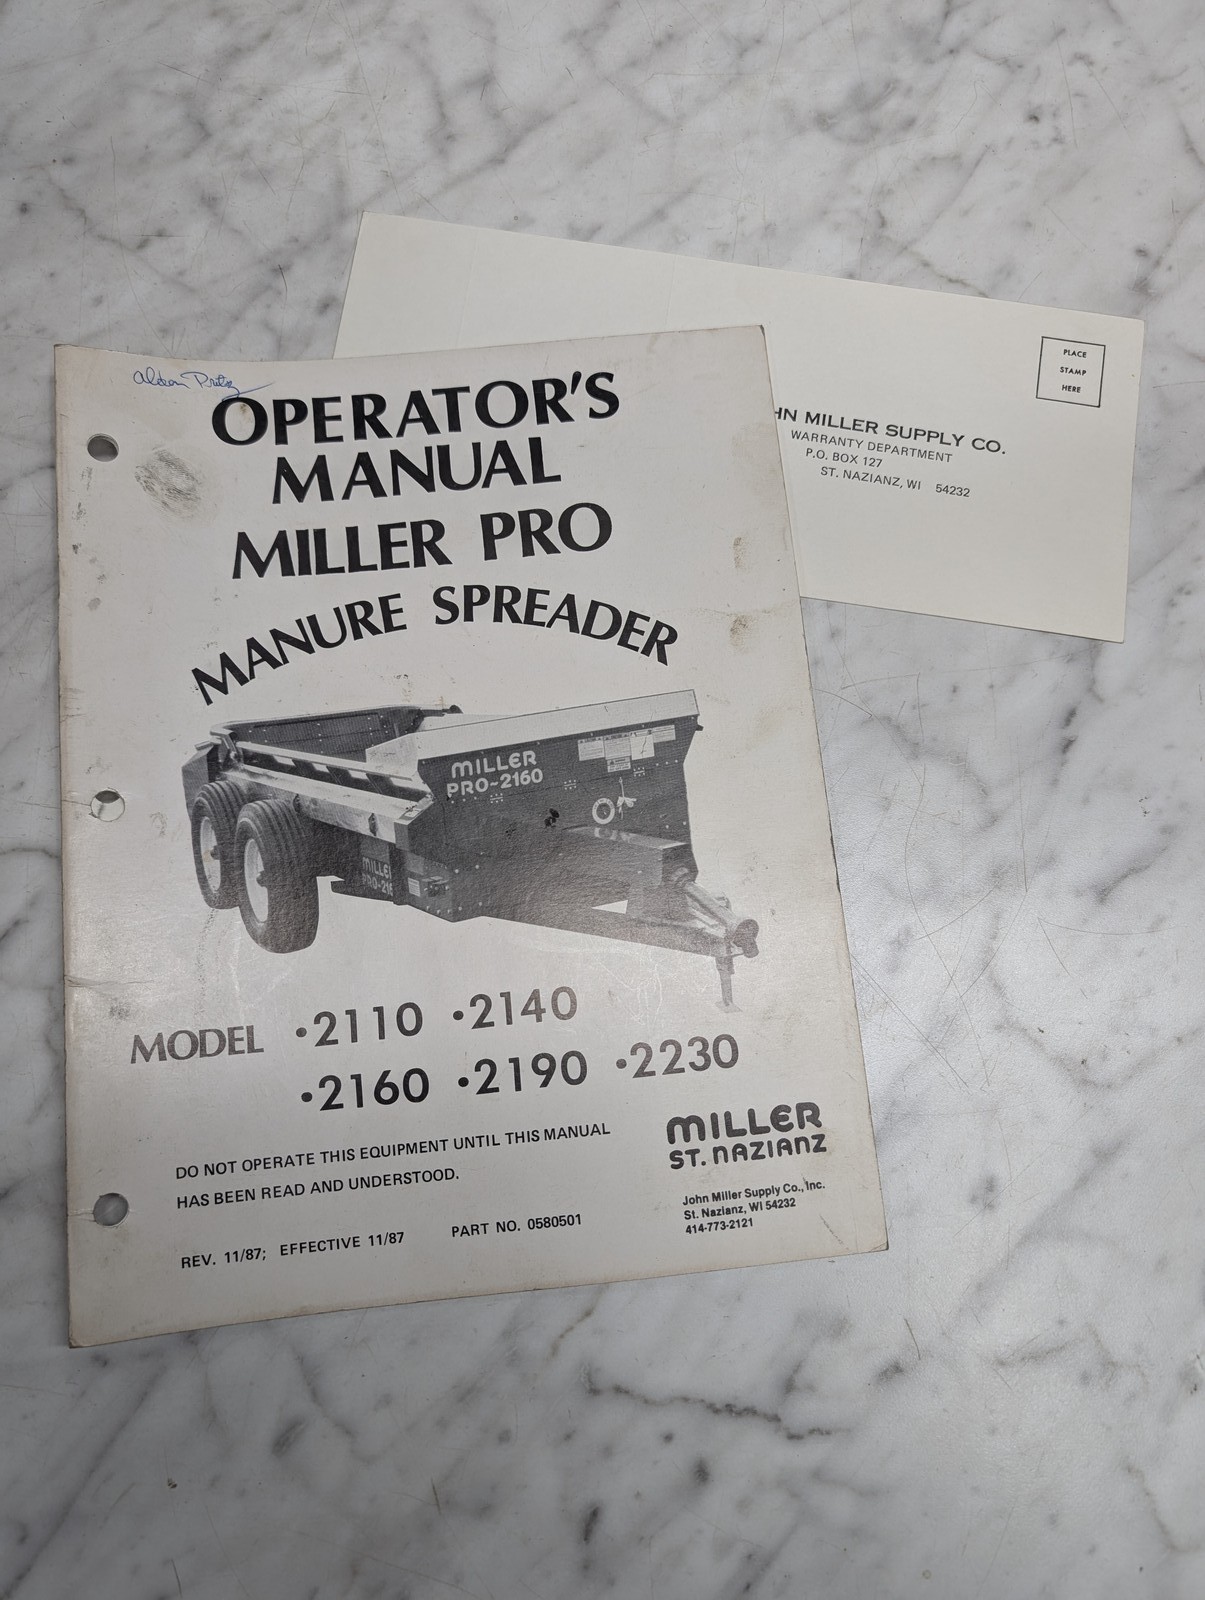 Alden Pritz
OPERATOR'S
MANUAL
MILLER PRO
MANURE SPREADER
MILLER
PRO-2160
MILLER
PRO-216
MODEL •2110 •2140
•2160 •2190 •2230
DO NOT OPERATE THIS EQUIPMENT UNTIL THIS MANUAL
HAS BEEN READ AND UNDERSTOOD.
REV. 11/87; EFFECTIVE 11/87 PART NO. 0580501
MILLER
ST. NAZIANZ
John Miller Supply Co., Inc.
St. Nazianz, WI 54232
414-773-2121
PLACE
STAMP
HERE
HN MILLER SUPPLY CO.
WARRANTY DEPARTMENT
P.O. BOX 127
ST. NAZIANZ, WI 54232